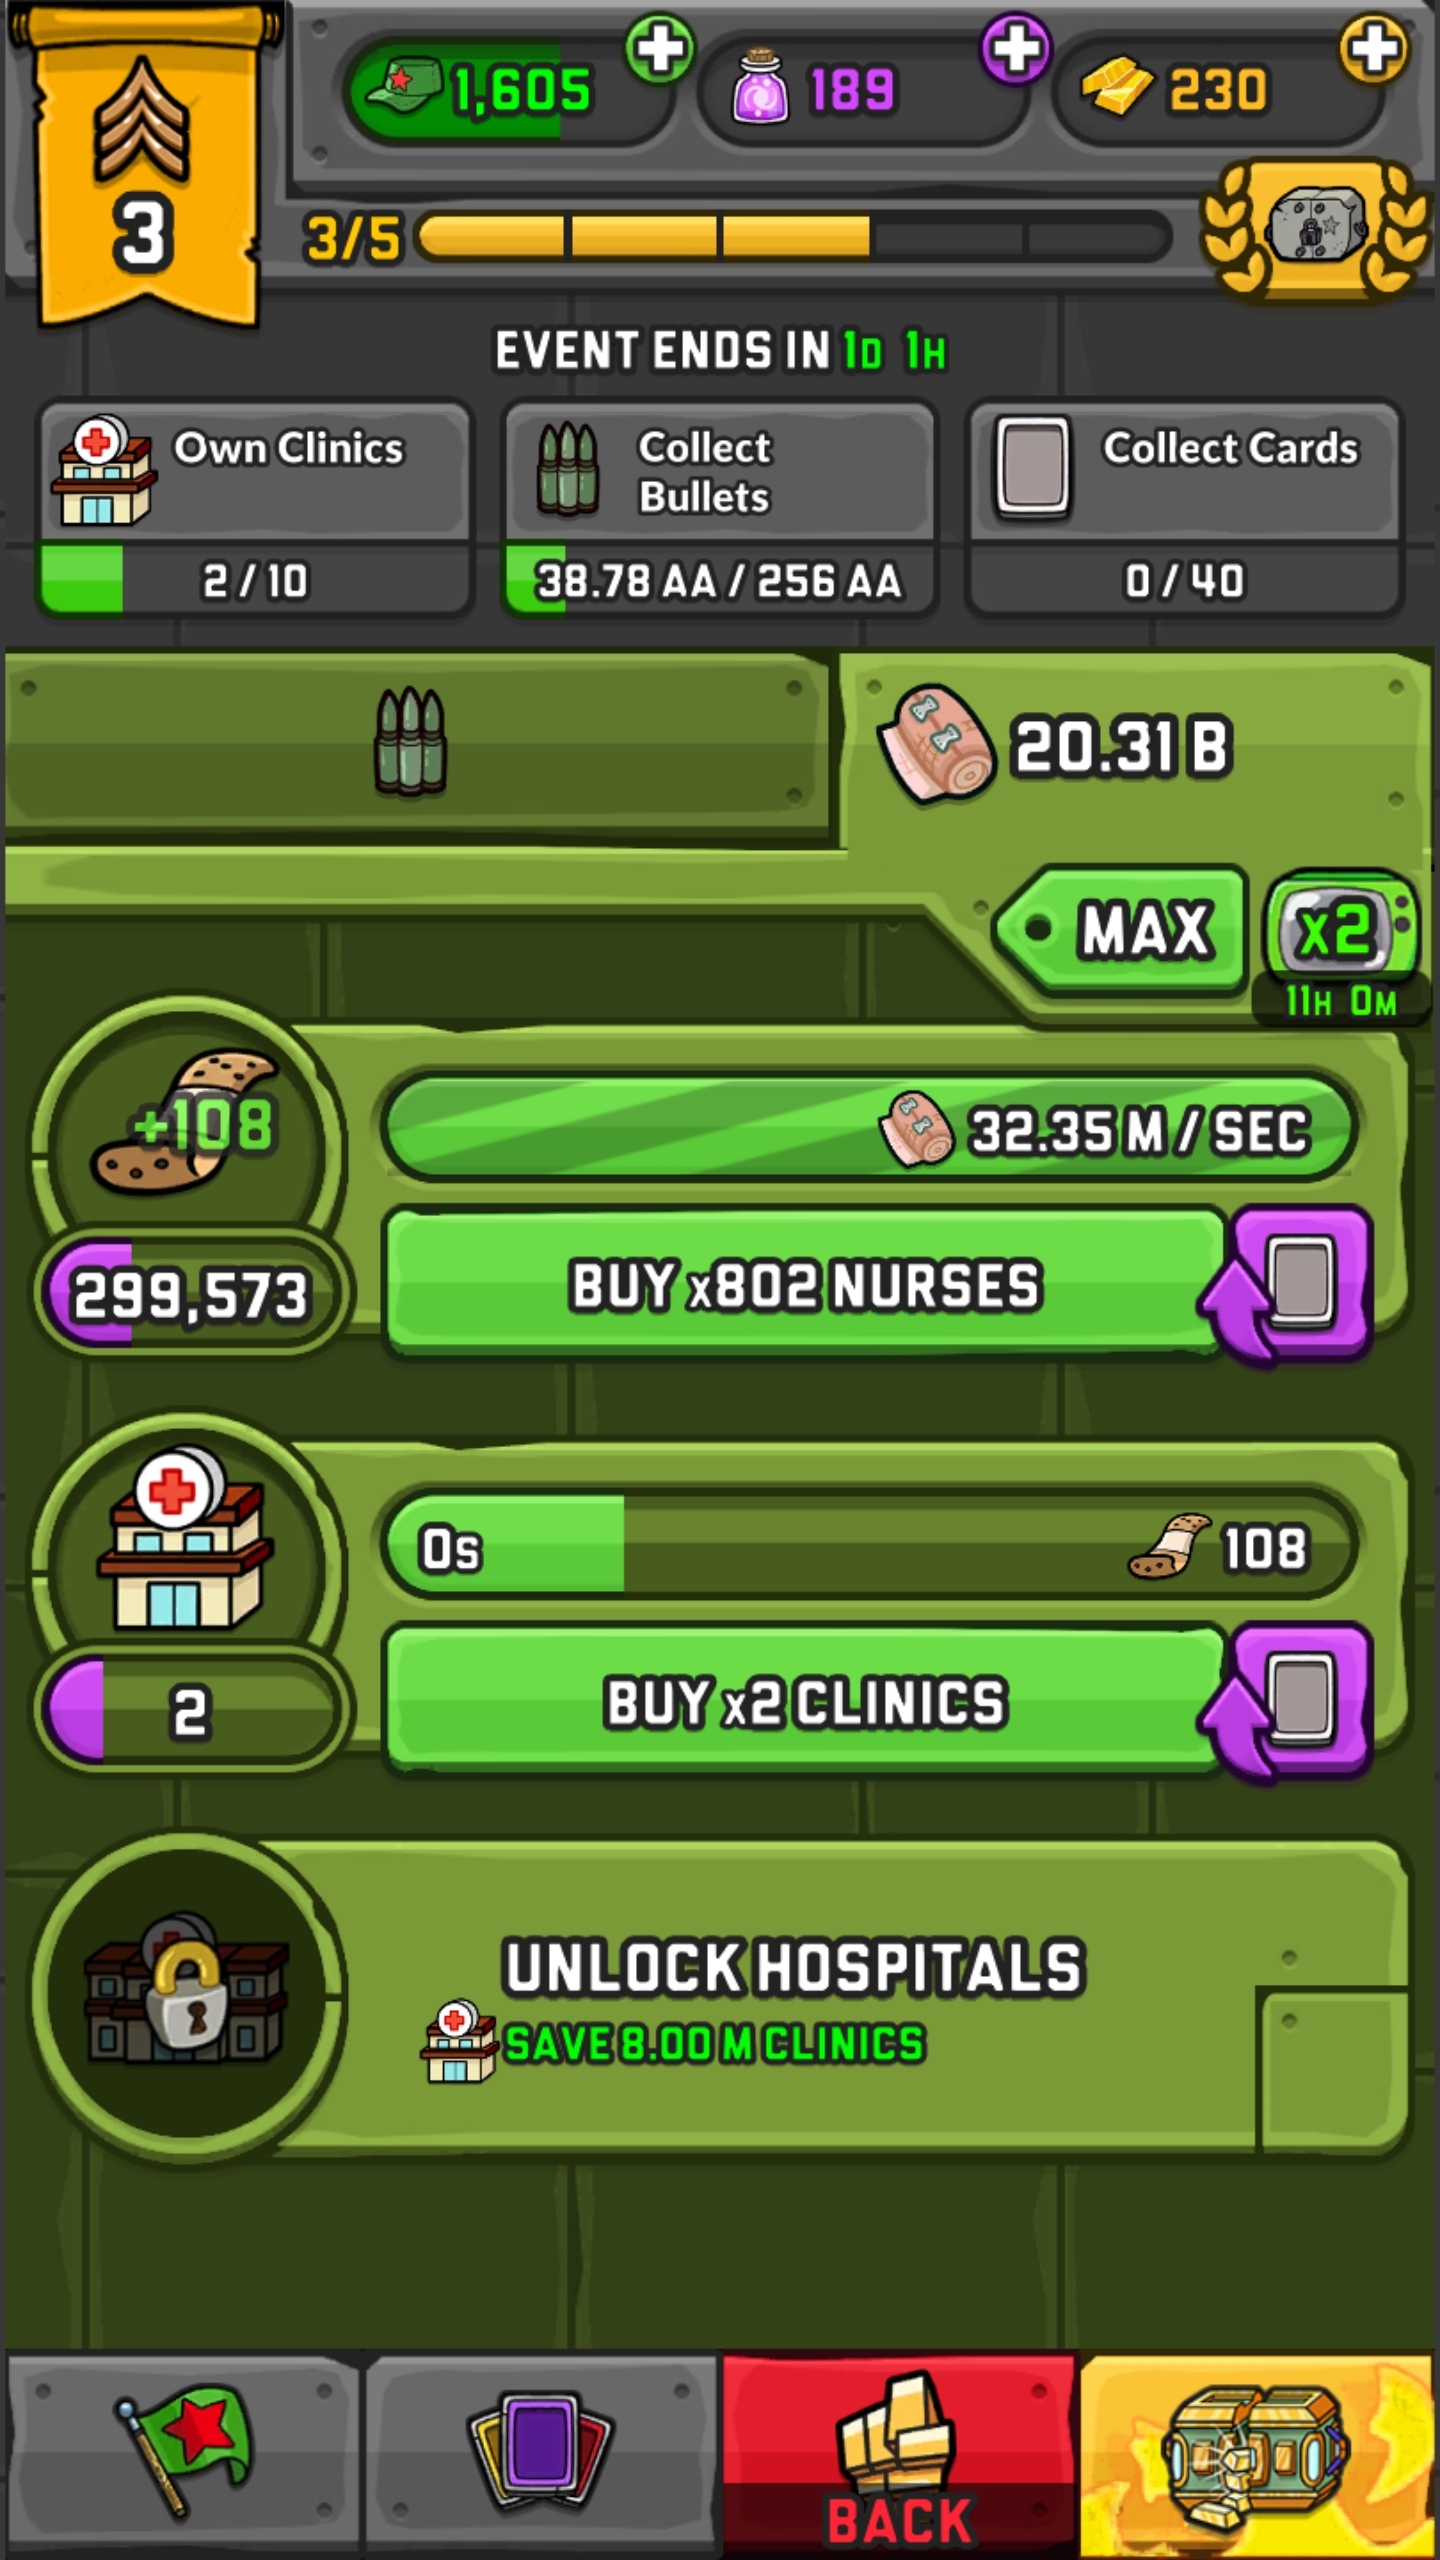 1,605
189
230
3
3/5
EVENT ENDS IN 1D 1H
Own Clinics
2 / 10
Collect
Bullets
38.78 AA / 256 AA
Collect Cards
0 / 40
20.31 B
MAX
x2
11H 0M
+108
32.35 M / SEC
299,573
BUY x802 NURSES
0s
108
2
BUY x2 CLINICS
UNLOCK HOSPITALS
SAVE 8.00 M CLINICS
BACK